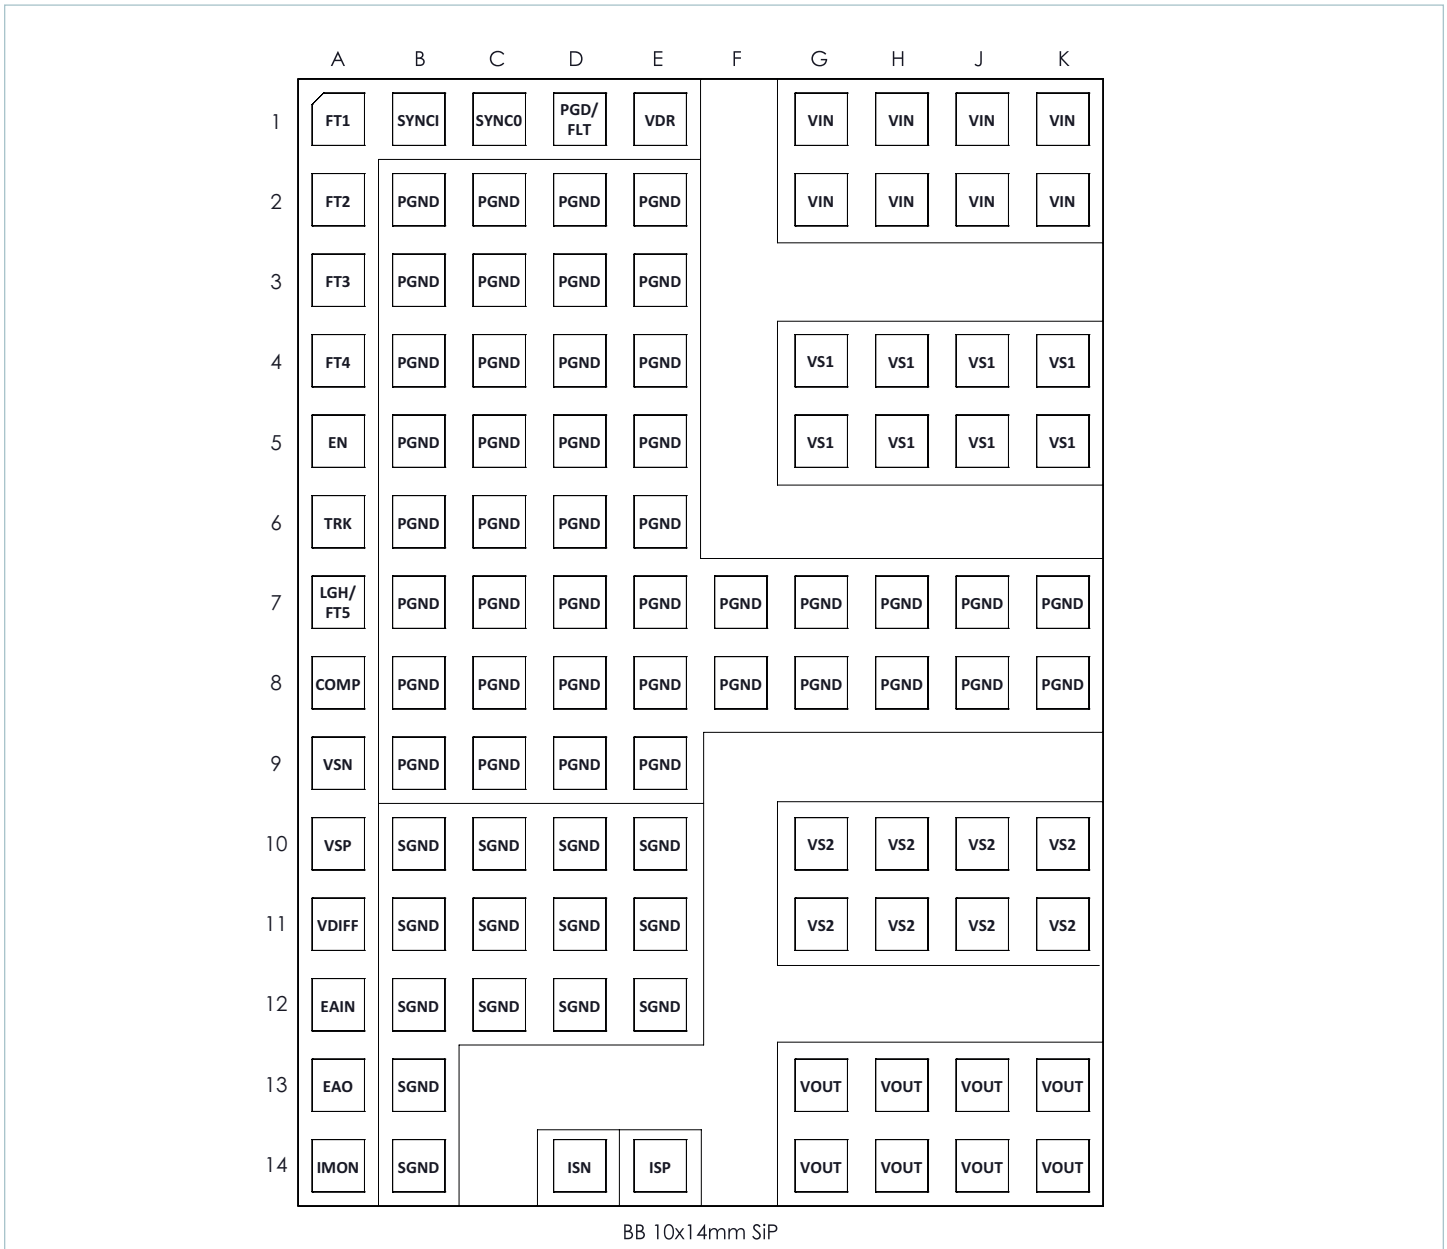 A B C D E F G H J K
1 FT1 SYNCI SYNC0 PGD/ FLT VDR VIN VIN VIN VIN
2 FT2 PGND PGND PGND PGND VIN VIN VIN VIN
3 FT3 PGND PGND PGND PGND
4 FT4 PGND PGND PGND PGND VS1 VS1 VS1 VS1
5 EN PGND PGND PGND PGND VS1 VS1 VS1 VS1
6 TRK PGND PGND PGND PGND
7 LGH/ FT5 PGND PGND PGND PGND PGND PGND PGND PGND PGND
8 COMP PGND PGND PGND PGND PGND PGND PGND PGND PGND
9 VSN PGND PGND PGND PGND
10 VSP SGND SGND SGND SGND VS2 VS2 VS2 VS2
11 VDIFF SGND SGND SGND SGND VS2 VS2 VS2 VS2
12 EAIN SGND SGND SGND SGND
13 EAO SGND VOUT VOUT VOUT VOUT
14 IMON SGND ISN ISP VOUT VOUT VOUT VOUT
BB 10x14mm SiP